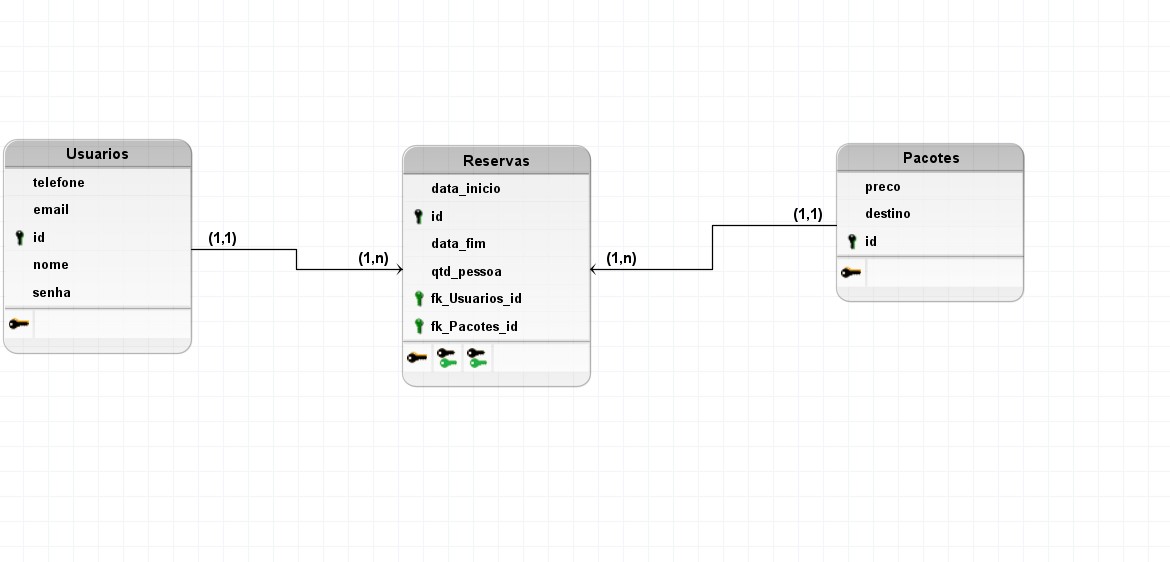 Usuarios
telefone
email
id
nome
senha
(1,1)
(1,n)
Reservas
data_inicio
id
data_fim
qtd_pessoa
fk_Usuarios_id
fk_Pacotes_id
(1,n)
(1,1)
Pacotes
preco
destino
id